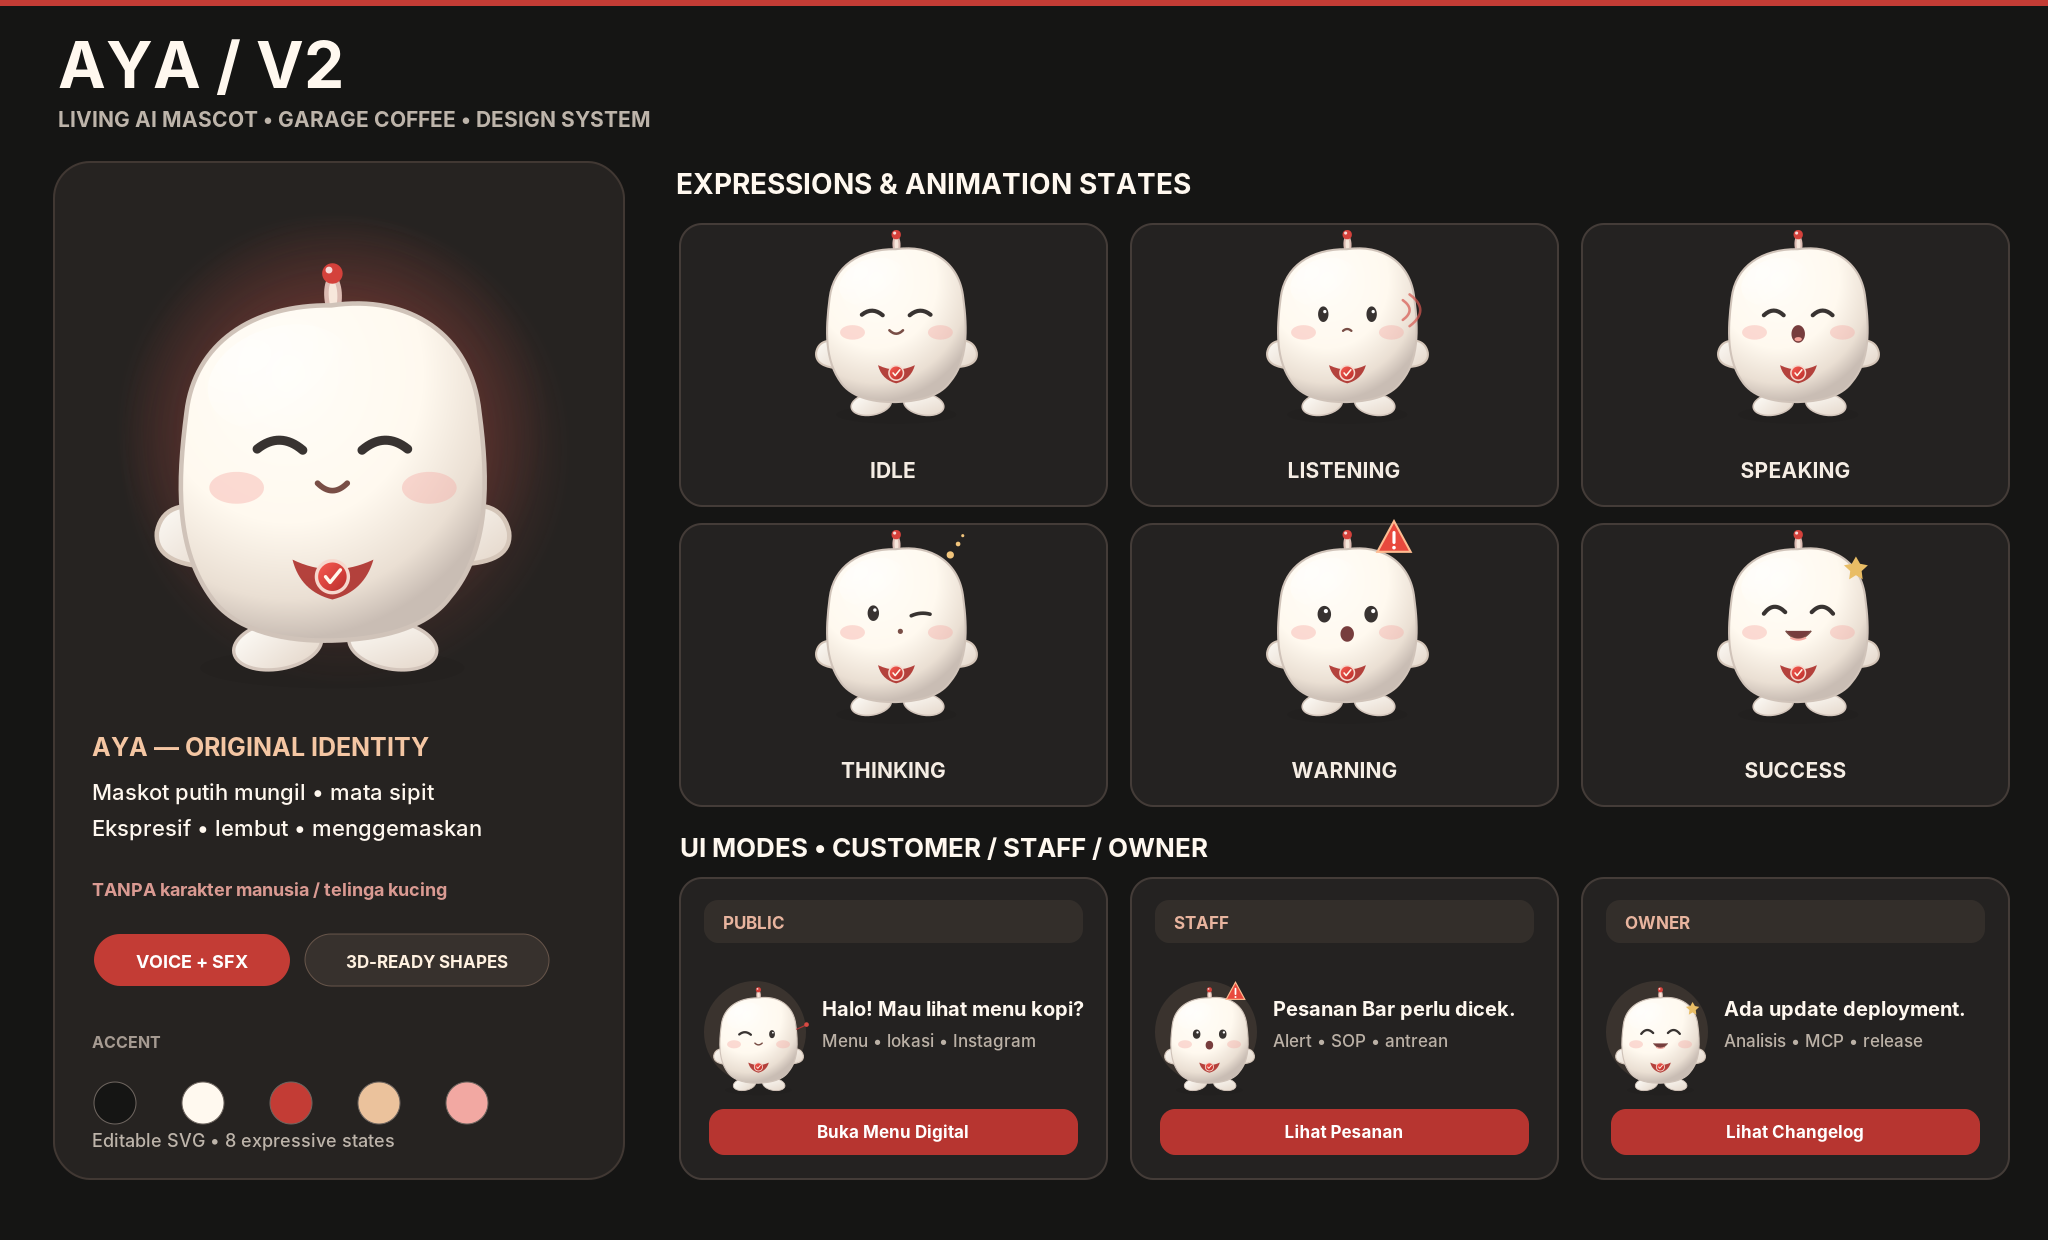 AYA / V2
LIVING AI MASCOT • GARAGE COFFEE • DESIGN SYSTEM
AYA — ORIGINAL IDENTITY
Maskot putih mungil • mata sipit
Ekspresif • lembut • menggemaskan
TANPA karakter manusia / telinga kucing
VOICE + SFX
3D-READY SHAPES
ACCENT
Editable SVG • 8 expressive states
EXPRESSIONS & ANIMATION STATES
IDLE
LISTENING
SPEAKING
THINKING
WARNING
SUCCESS
UI MODES • CUSTOMER / STAFF / OWNER
PUBLIC
Halo! Mau lihat menu kopi?
Menu • lokasi • Instagram
Buka Menu Digital
STAFF
Pesanan Bar perlu dicek.
Alert • SOP • antrean
Lihat Pesanan
OWNER
Ada update deployment.
Analisis • MCP • release
Lihat Changelog